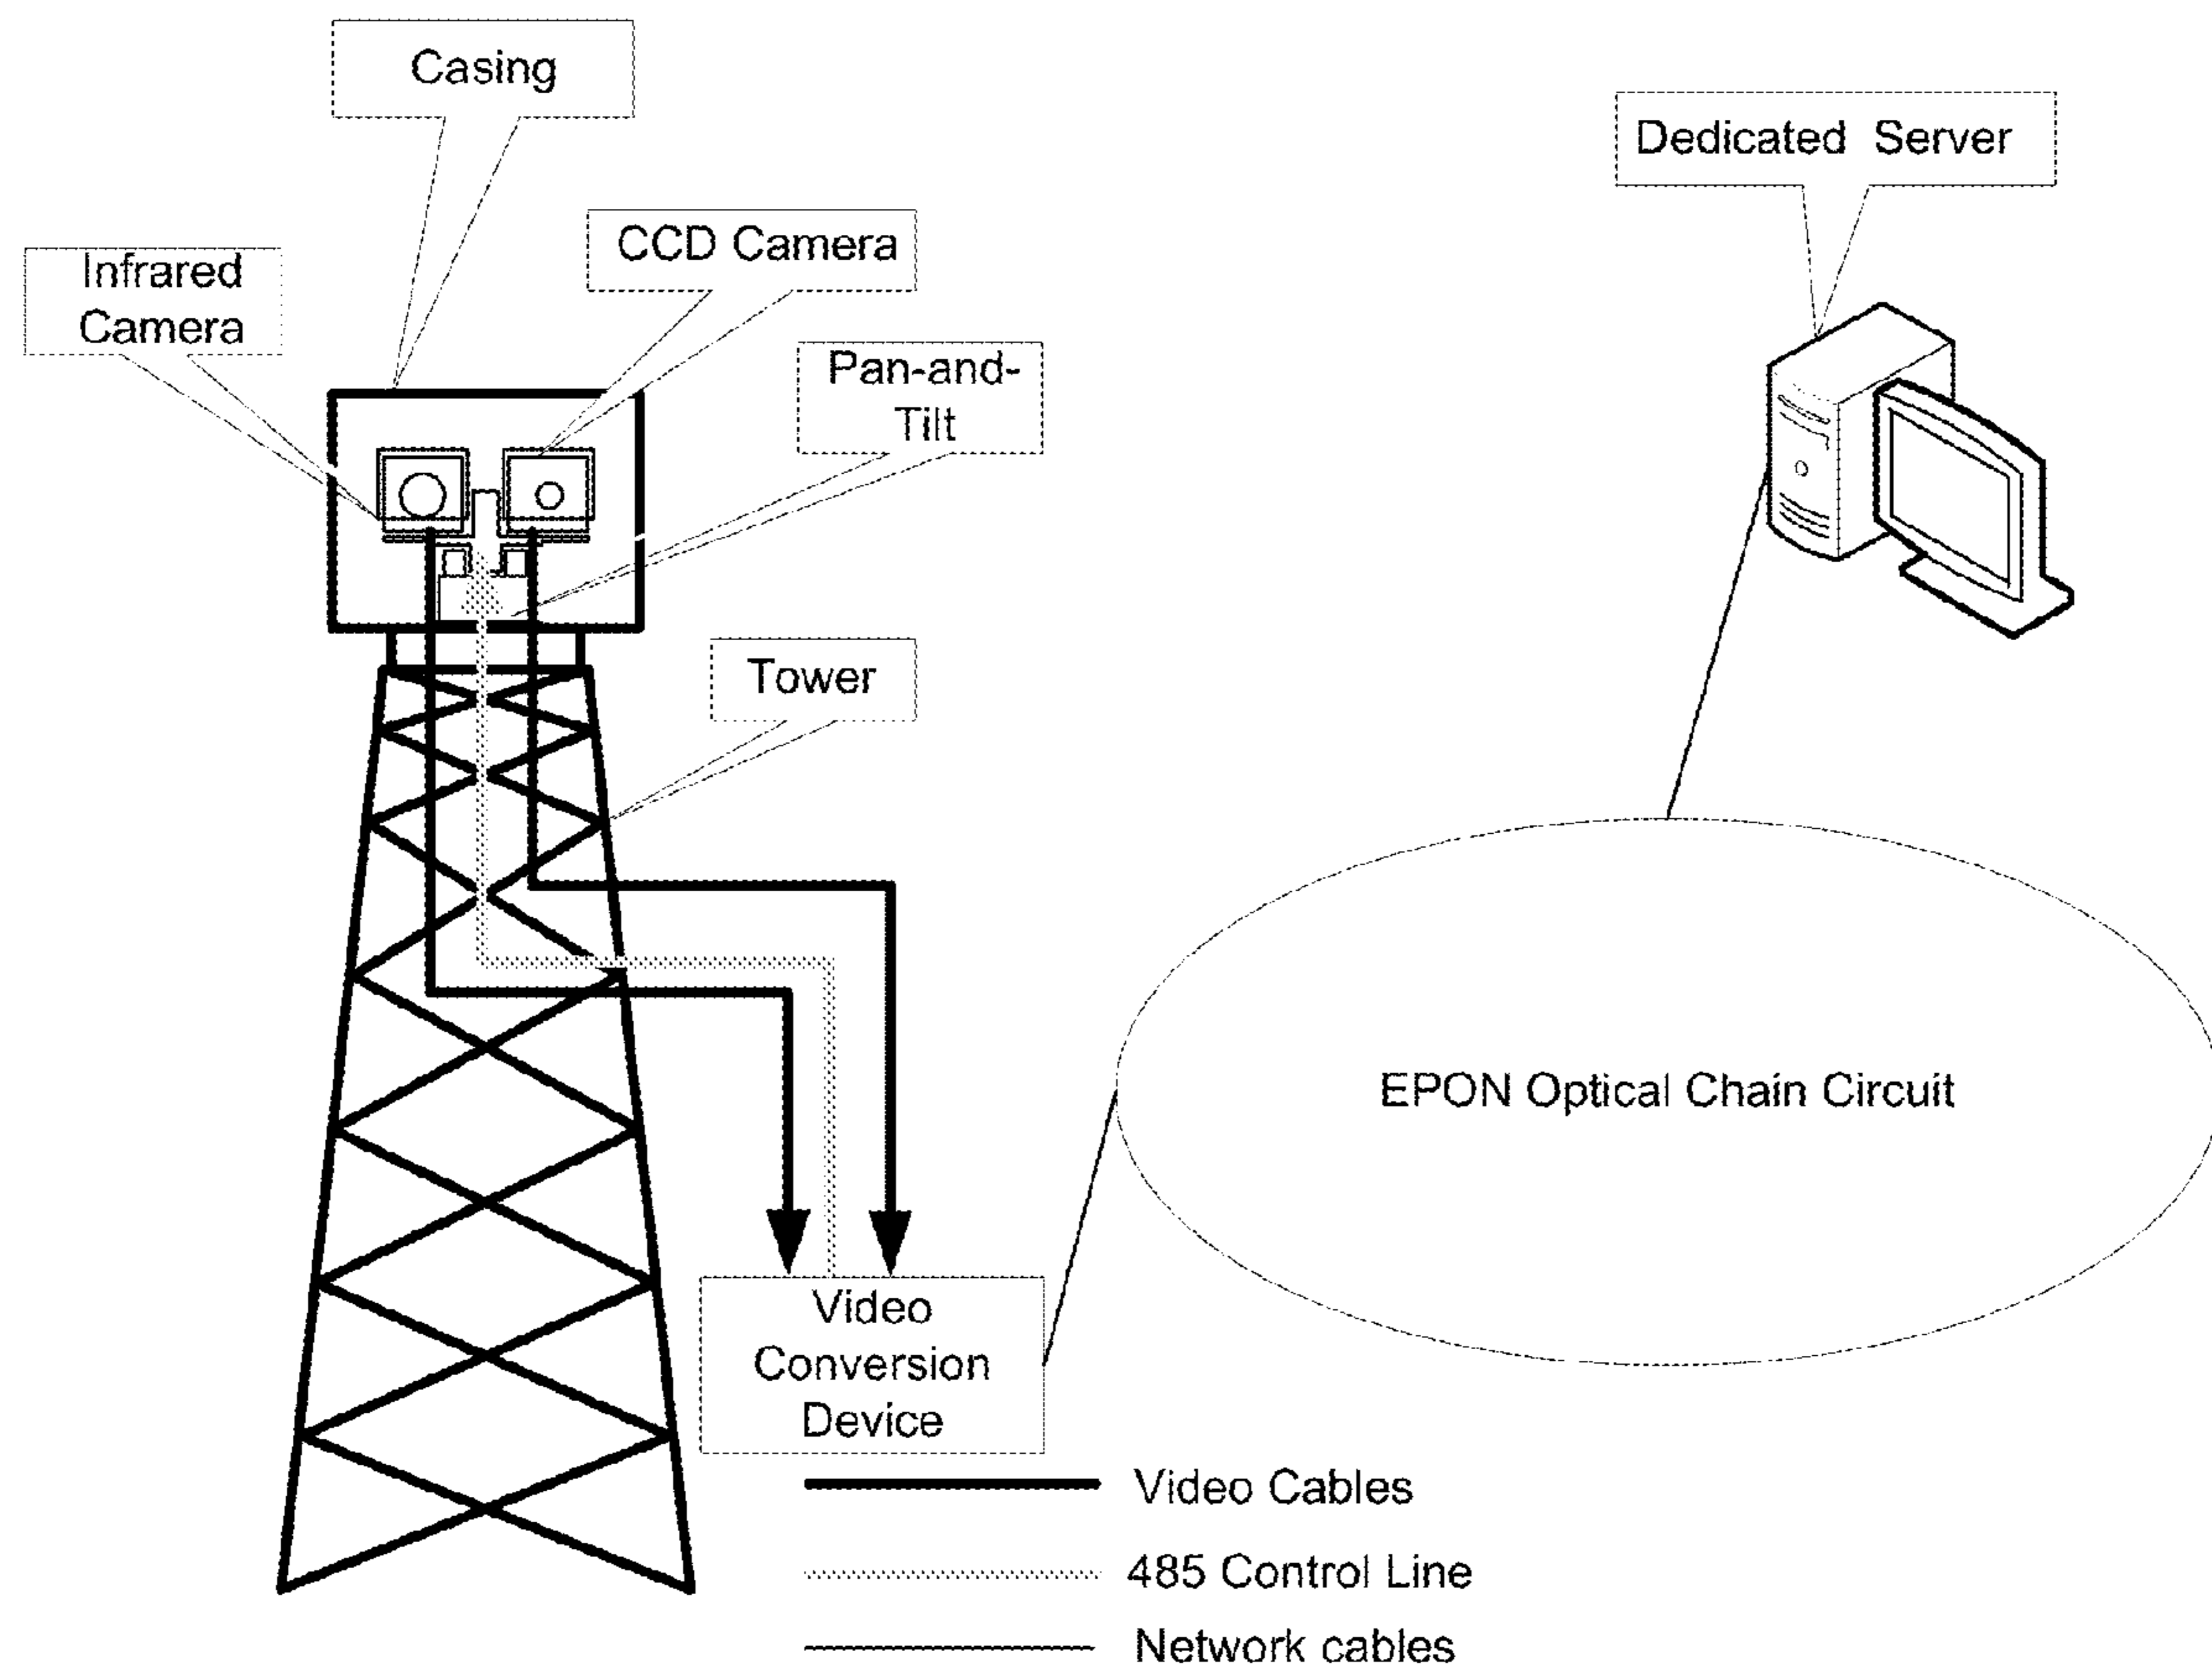 Casing
Dedicated Server
CCD Camera
Infrared
Camera
Pan-and-
Tilt
Tower
EPON Optical Chain Circuit
Video
Conversion
Device
Video Cables
485 Control Line
Network cables